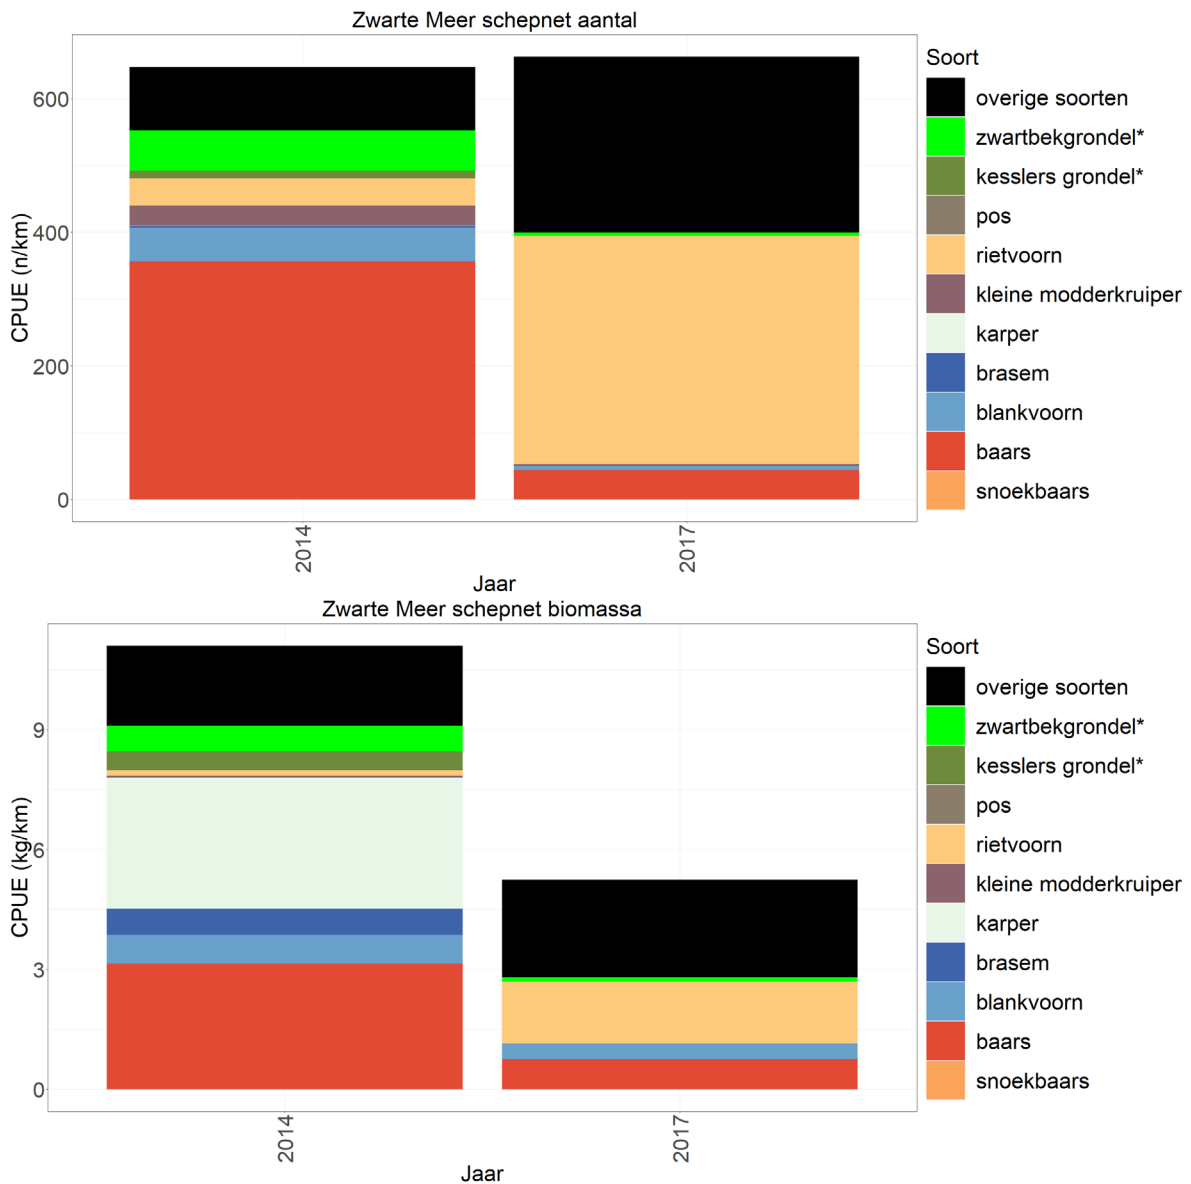 Zwarte Meer schepnet aantal
CPUE (n/km)
600
400
200
0
2014
2017
Jaar
Soort
overige soorten
zwartbekgrondel*
kesslers grondel*
pos
rietvoorn
kleine modderkruiper
karper
brasem
blankvoorn
baars
snoekbaars
Zwarte Meer schepnet biomassa
CPUE (kg/km)
9
6
3
0
2014
2017
Jaar
Soort
overige soorten
zwartbekgrondel*
kesslers grondel*
pos
rietvoorn
kleine modderkruiper
karper
brasem
blankvoorn
baars
snoekbaars